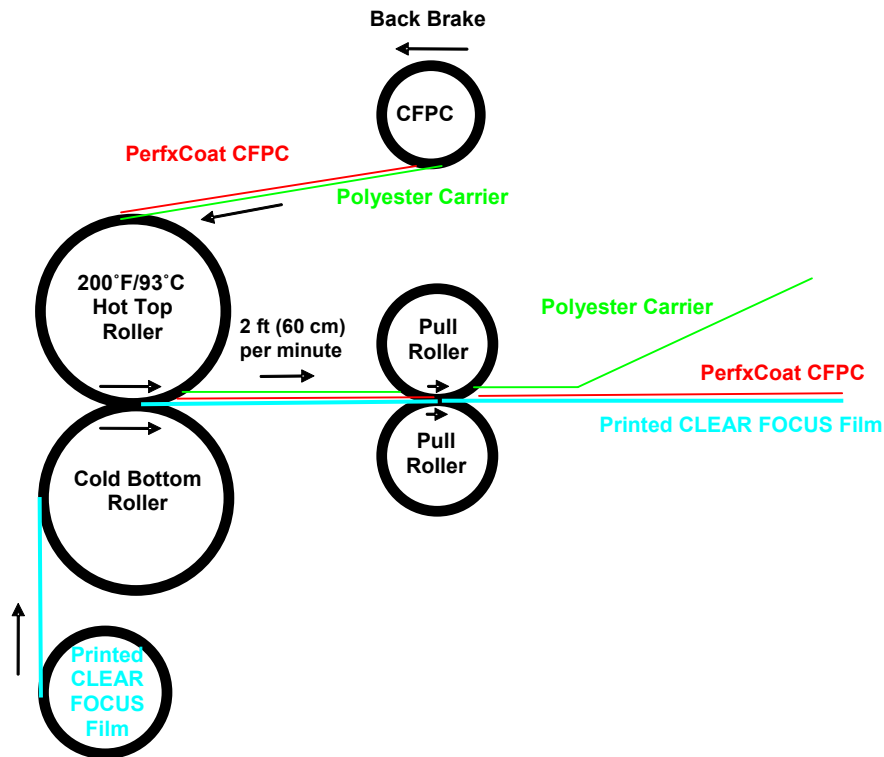 Back Brake
CFPC
PerfxCoat CFPC
Polyester Carrier
200˚F/93˚C
Hot Top
Roller
2 ft (60 cm)
per minute
Pull
Roller
Polyester Carrier
PerfxCoat CFPC
Printed CLEAR FOCUS Film
Pull
Roller
Cold Bottom
Roller
Printed
CLEAR
FOCUS
Film